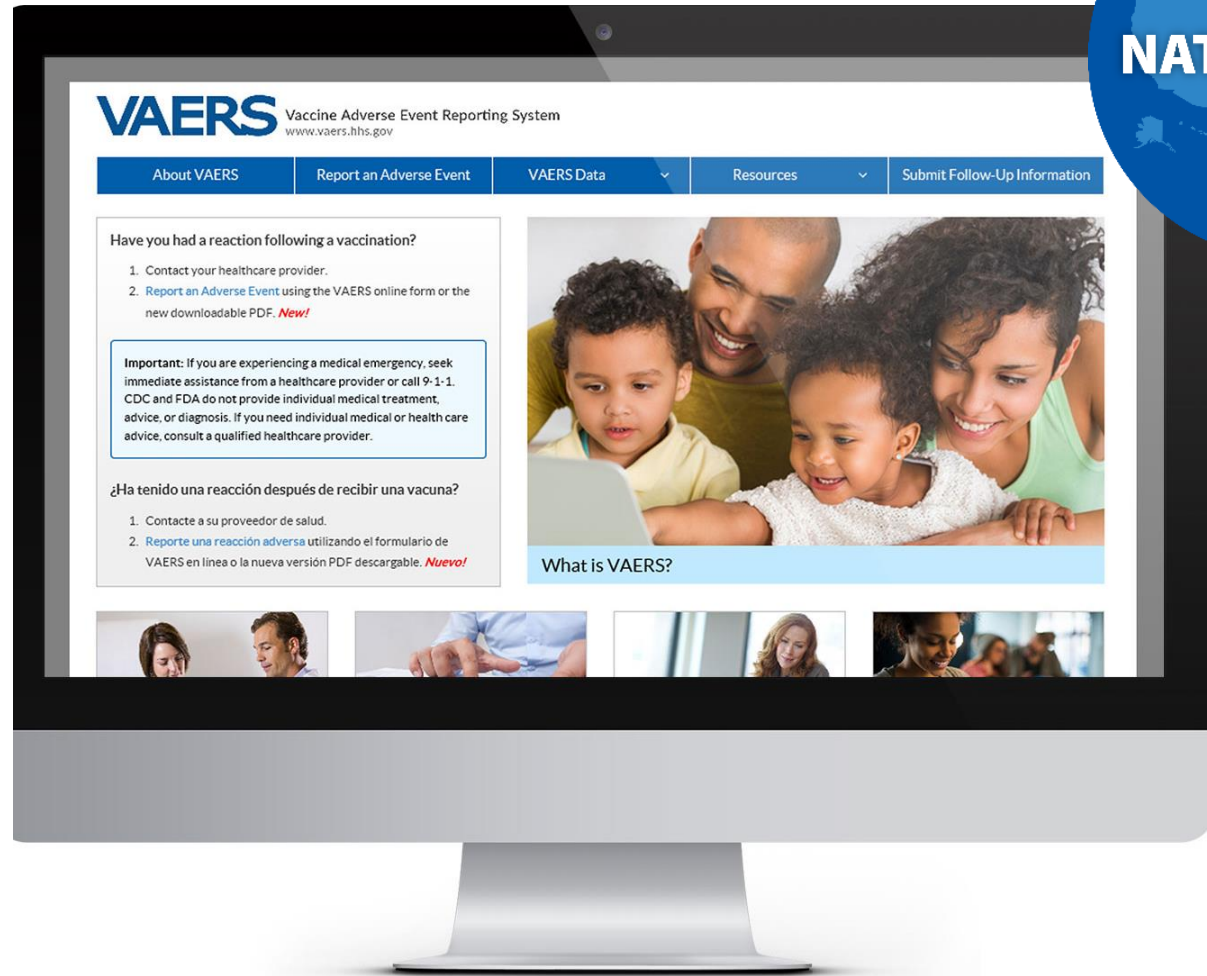 NAT
VAERS Vaccine Adverse Event Reporting System
www.vaers.hhs.gov
About VAERS Report an Adverse Event VAERS Data Resources Submit Follow-Up Information
Have you had a reaction following a vaccination?
1. Contact your healthcare provider.
2. Report an Adverse Event using the VAERS online form or the
new downloadable PDF. New!
Important: If you are experiencing a medical emergency, seek
immediate assistance from a healthcare provider or call 9-1-1.
CDC and FDA do not provide individual medical treatment,
advice, or diagnosis. If you need individual medical or health care
advice, consult a qualified healthcare provider.
¿Ha tenido una reacción después de recibir una vacuna?
1. Contacte a su proveedor de salud.
2. Reporte una reacción adversa utilizando el formulario de
VAERS en línea o la nueva versión PDF descargable. Nuevo!
What is VAERS?